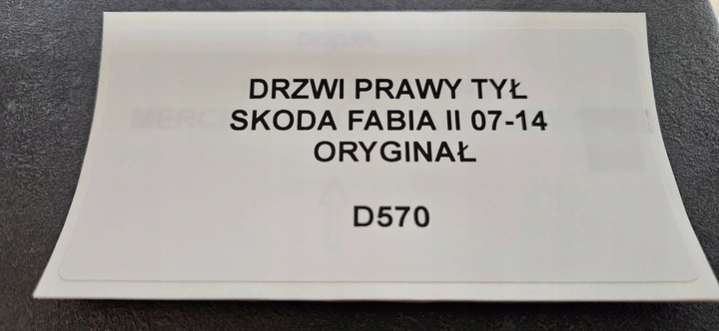 DRZWI PRAWY TYŁ
SKODA FABIA II 07-14
ORYGINAŁ
D570